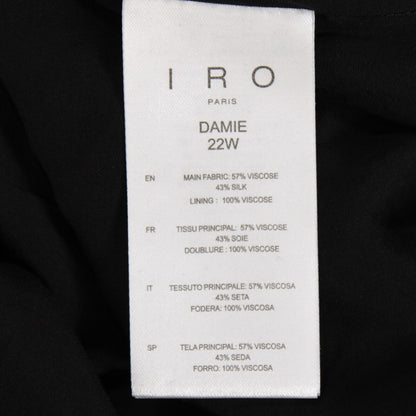 IRO
PARIS
DAMIE
22W
EN MAIN FABRIC: 57% VISCOSE
43% SILK
LINING : 100% VISCOSE
FR TISSU PRINCIPAL: 57% VISCOSE
43% SOIE
DOUBLURE : 100% VISCOSE
IT TESSUTO PRINCIPALE: 57% VISCOSA
43% SETA
FODERA: 100% VISCOSA
SP TELA PRINCIPAL: 57% VISCOSA
43% SEDA
FORRO: 100% VISCOSA